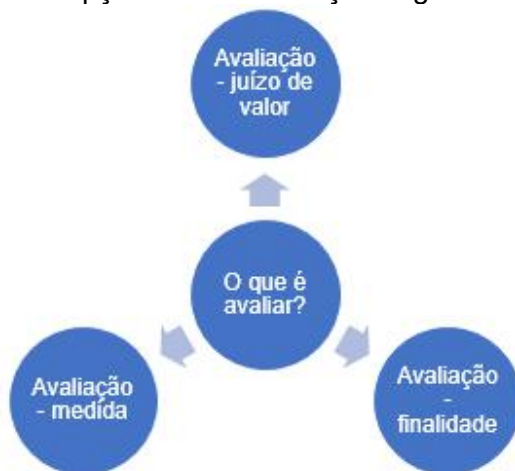 Avaliação
- juízo de
valor
O que é
avaliar?
Avaliação
- medida
Avaliação
-
finalidade